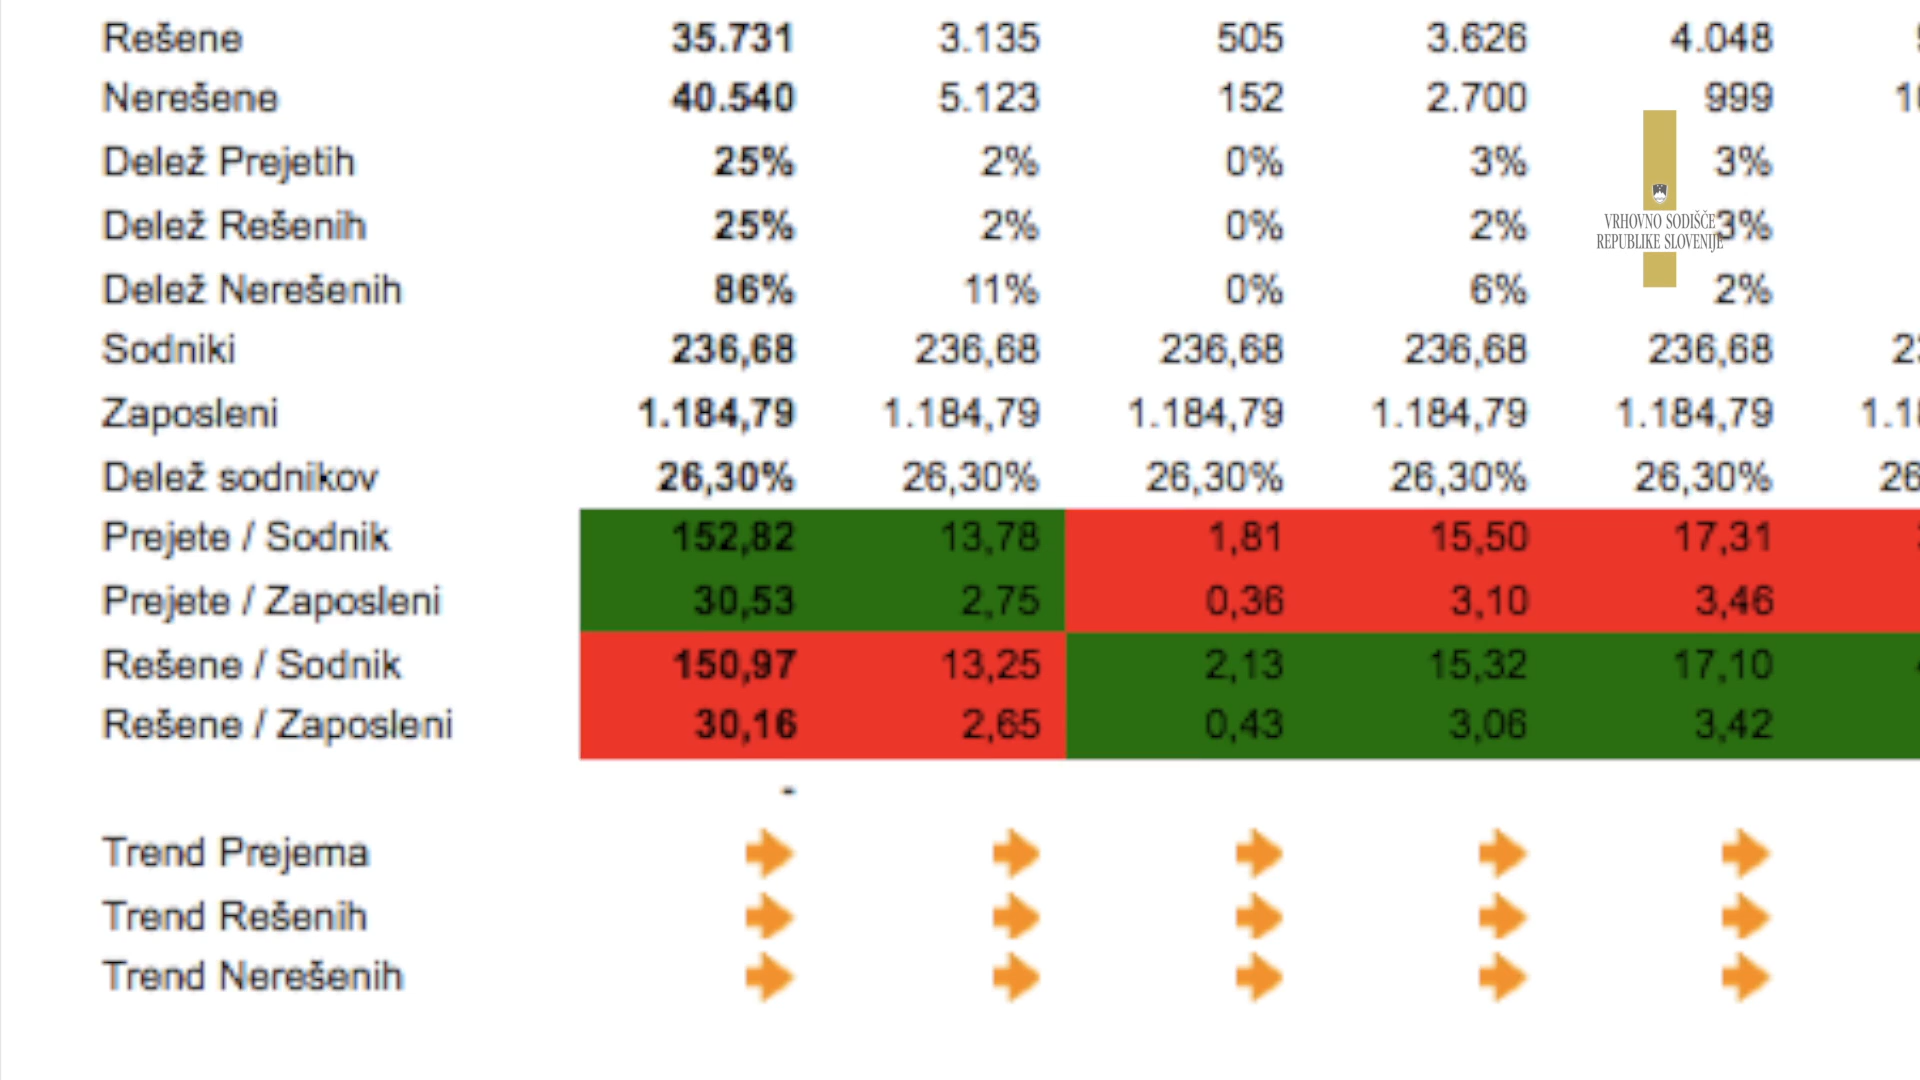 Rešene 35.731 3.135 505 3.626 4.048
Nerešene 40.540 5.123 152 2.700 999
Delež Prejetih 25% 2% 0% 3% 3%
Delež Rešenih 25% 2% 0% 2% 3%
VRHOVNO SODIŠČE
REPUBLIKE SLOVENIJE
Delež Nerešenih 86% 11% 0% 6% 2%
Sodniki 236,68 236,68 236,68 236,68 236,68
Zaposleni 1.184,79 1.184,79 1.184,79 1.184,79 1.184,79
Delež sodnikov 26,30% 26,30% 26,30% 26,30% 26,30%
Prejete / Sodnik 152,82 13,78 1,81 15,50 17,31
Prejete / Zaposleni 30,53 2,75 0,36 3,10 3,46
Rešene / Sodnik 150,97 13,25 2,13 15,32 17,10
Rešene / Zaposleni 30,16 2,65 0,43 3,06 3,42
-
Trend Prejema
Trend Rešenih
Trend Nerešenih